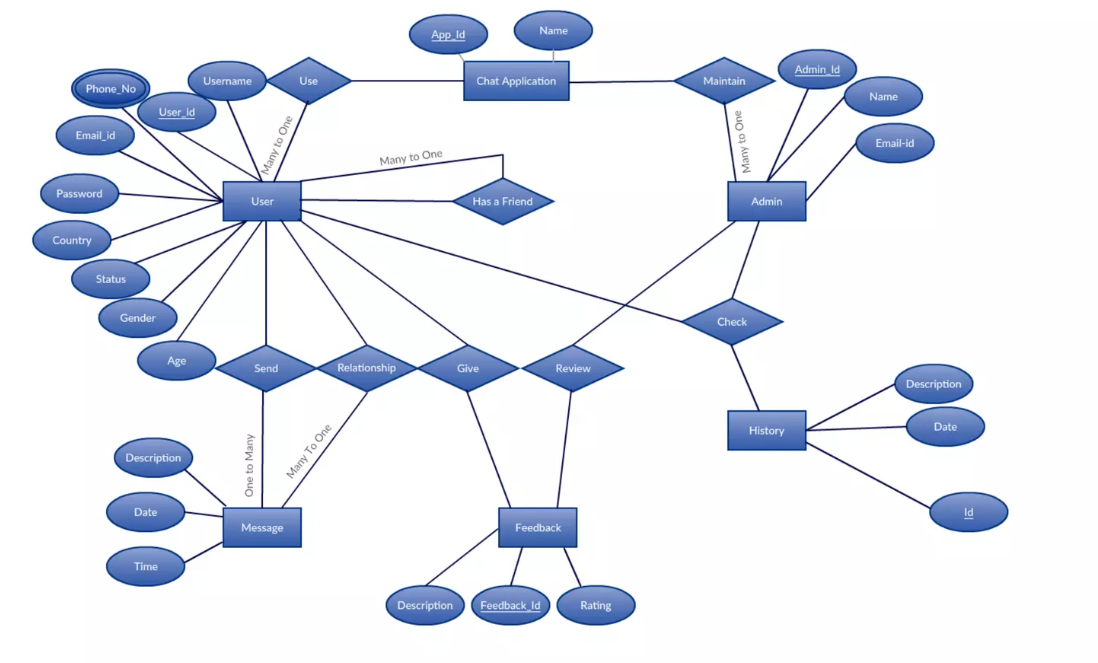 App_Id
Name
Username
Use
Chat Application
Maintain
Admin_Id
Phone_No
User_id
Name
Email_id
Many to One
Many to One
Email-id
Many to One
Password
User
Has a Friend
Admin
Country
Status
Gender
Check
Age
Send
Relationship
Give
Review
Description
History
Date
One to Many
Many To One
Description
Date
Id
Message
Feedback
Time
Description
Feedback_Id
Rating